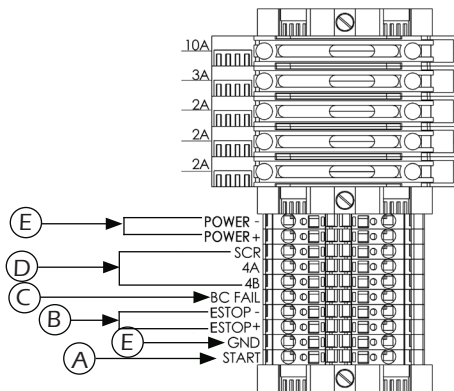 10A
3A
2A
2A
2A
E
POWER -
POWER +
SCR
D
4A
4B
C
BC FAIL
B
ESTOP -
ESTOP+
E
GND
A
START